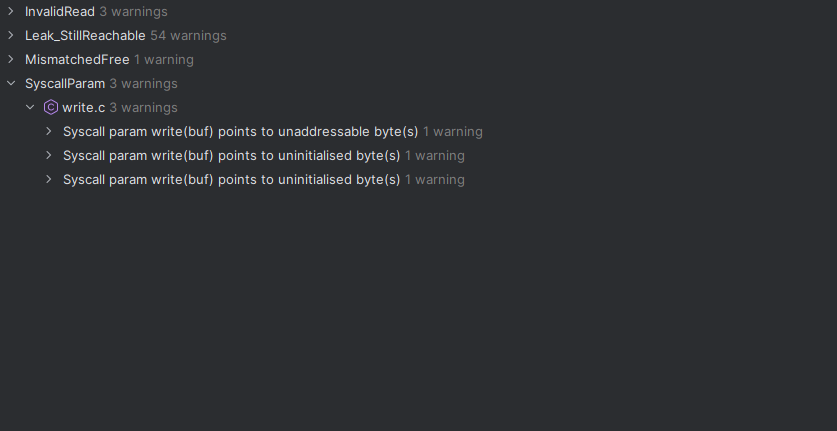 InvalidRead 3 warnings
Leak_StillReachable 54 warnings
MismatchedFree 1 warning
SyscallParam 3 warnings
C write.c 3 warnings
Syscall param write(buf) points to unaddressable byte(s) 1 warning
Syscall param write(buf) points to uninitialised byte(s) 1 warning
Syscall param write(buf) points to uninitialised byte(s) 1 warning